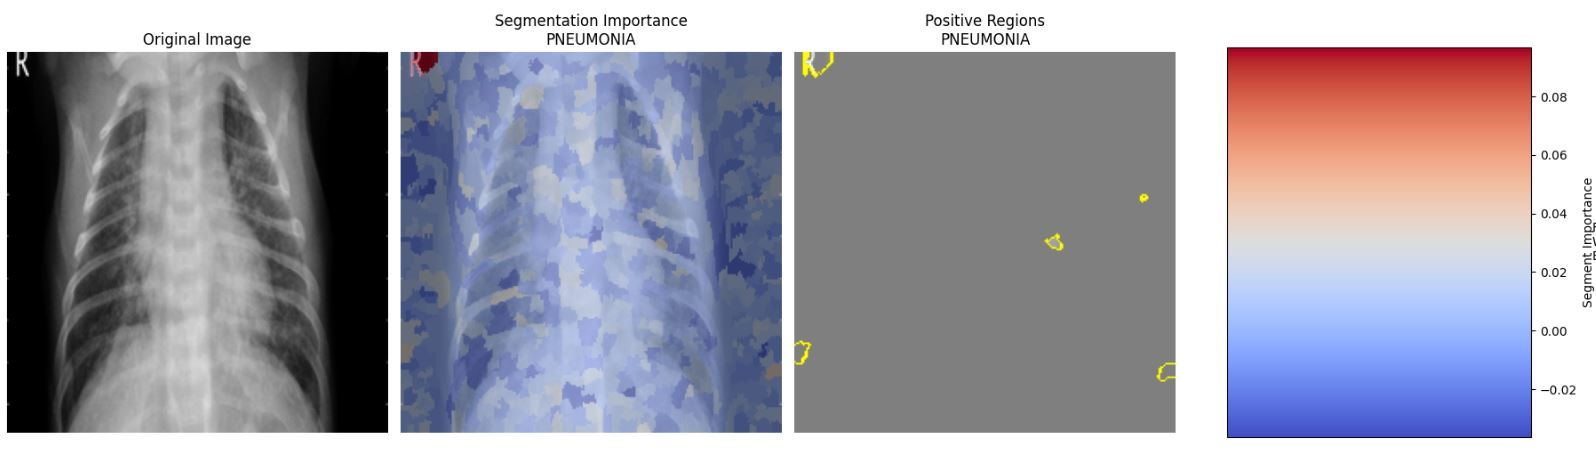 Original Image
R
Segmentation Importance
PNEUMONIA
R
Positive Regions
PNEUMONIA
R
0.08
0.06
0.04
0.02
0.00
−0.02
Segment Importance